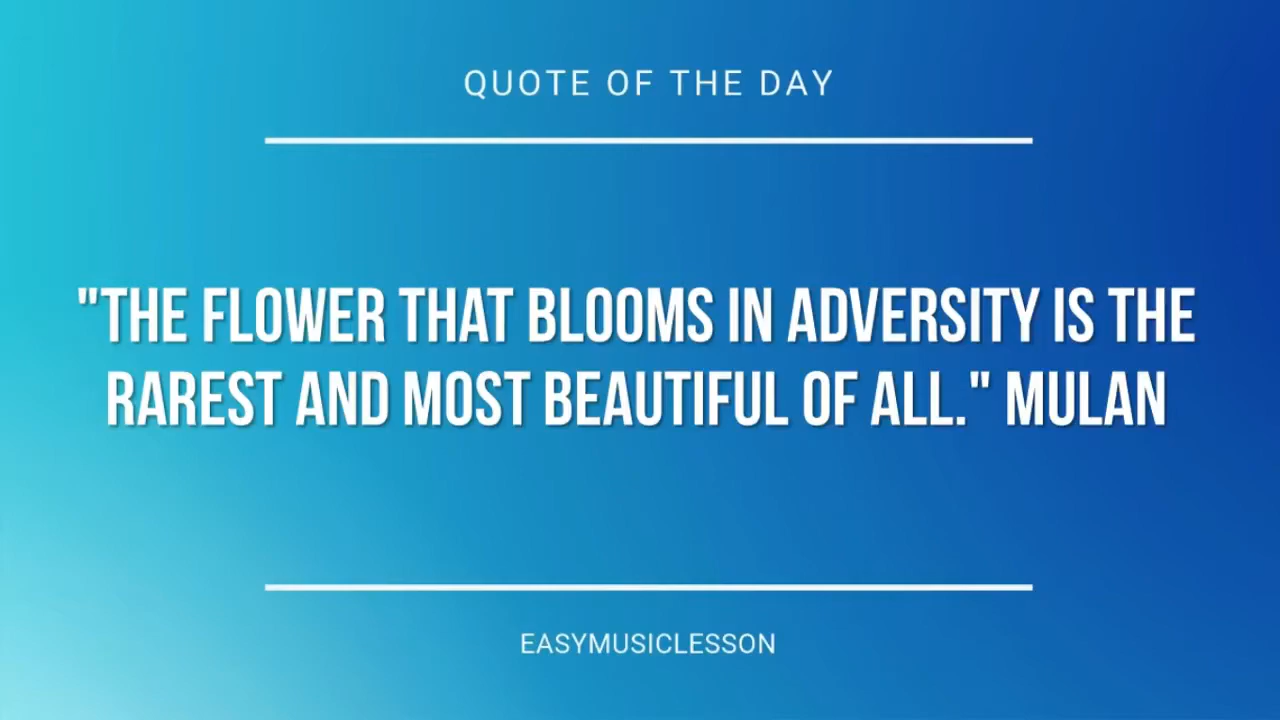 QUOTE OF THE DAY
"THE FLOWER THAT BLOOMS IN ADVERSITY IS THE
RAREST AND MOST BEAUTIFUL OF ALL." MULAN
EASYMUSICLESSON